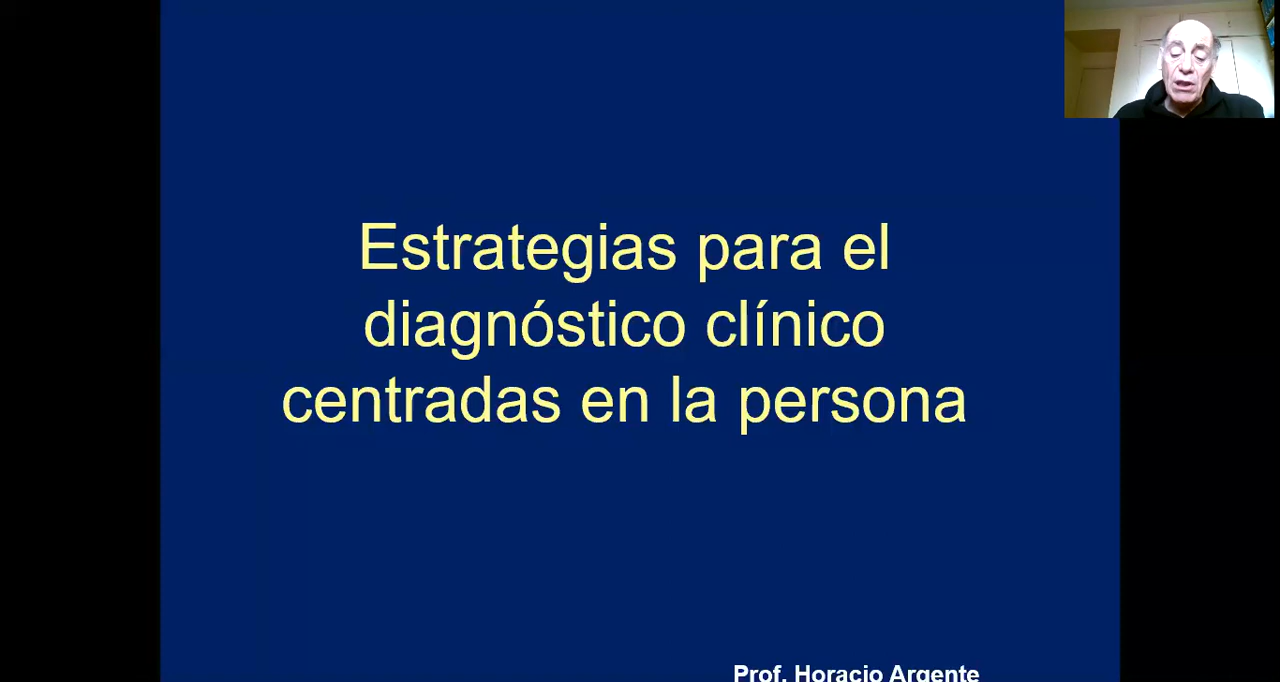 Estrategias para el
diagnóstico clínico
centradas en la persona
Prof. Horacio Argente